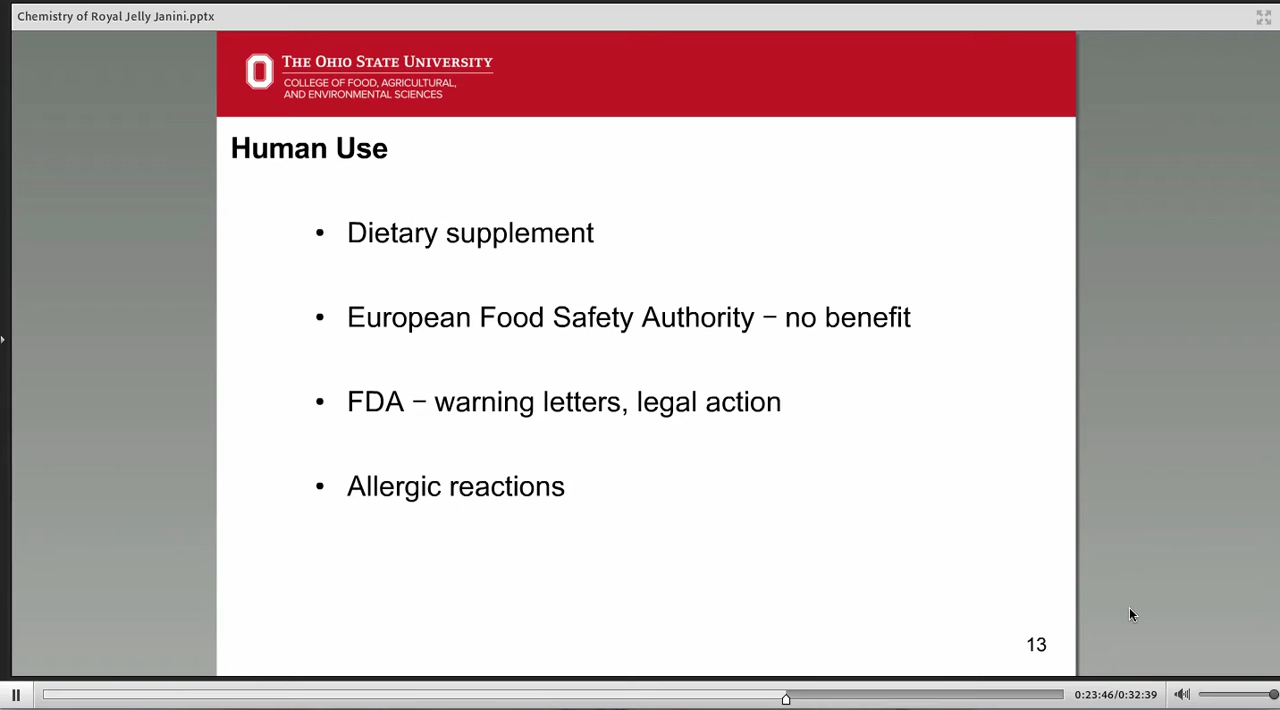 Chemistry of Royal Jelly Janini.pptx
THE OHIO STATE UNIVERSITY
COLLEGE OF FOOD, AGRICULTURAL,
AND ENVIRONMENTAL SCIENCES
Human Use
• Dietary supplement
• European Food Safety Authority − no benefit
• FDA − warning letters, legal action
• Allergic reactions
13
0:23:46/0:32:39